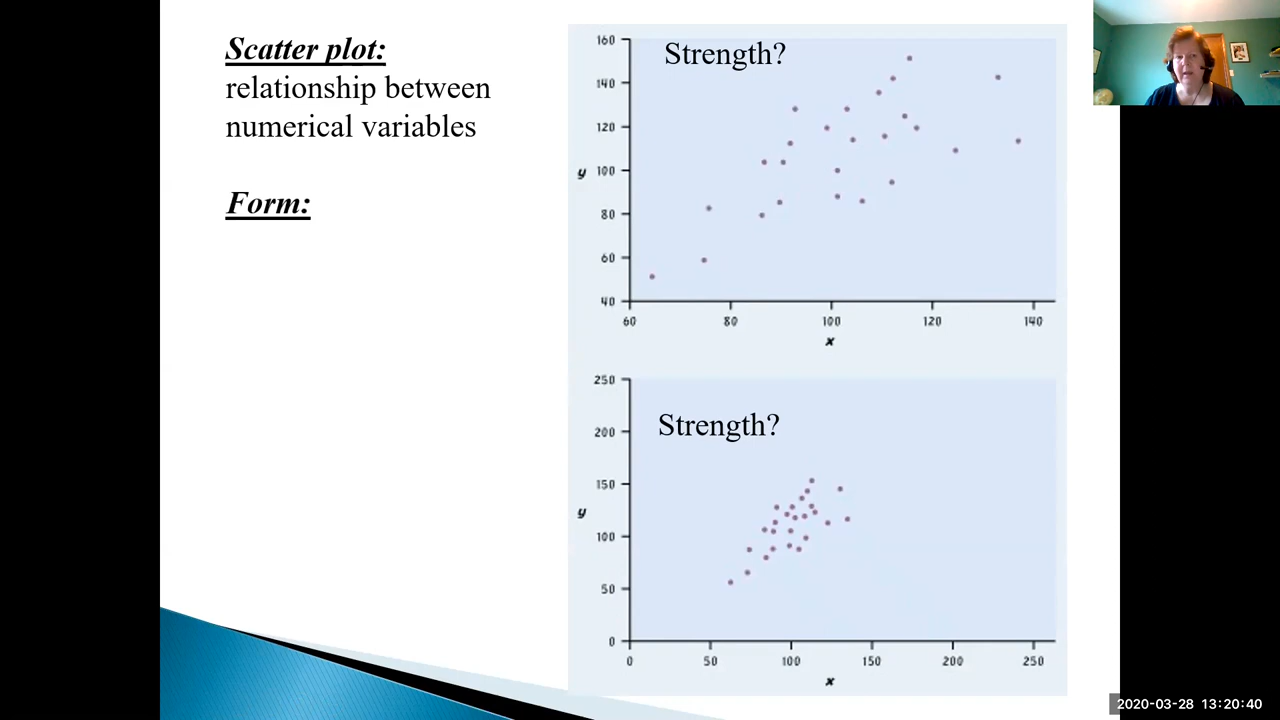 Scatter plot:
relationship between
numerical variables
Form:
Strength?
160
140
120
y 100
80
60
40
60 80 100 120 140
x
250
Strength?
200
150
y
100
50
0
0 50 100 150 200 250
x
2020-03-28 13:20:40